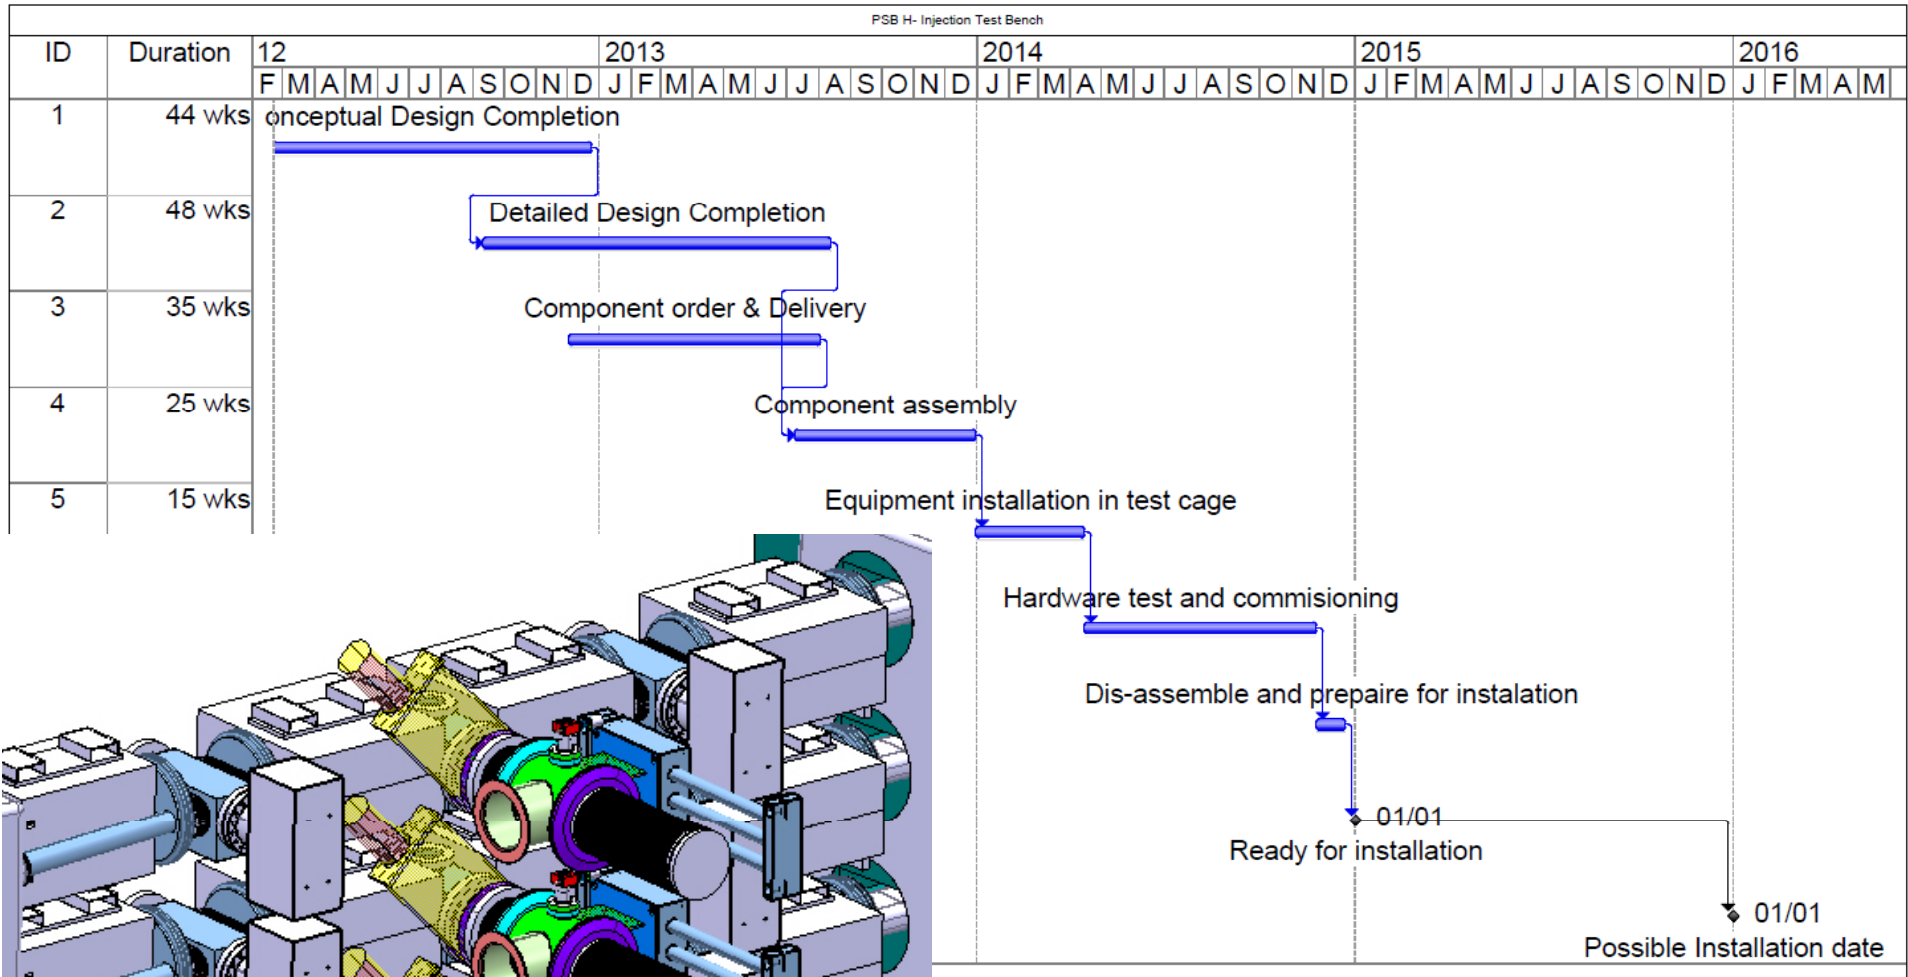 PSB H- Injection Test Bench
ID Duration 12 2013 2014 2015 2016
F M A M J J A S O N D J F M A M J J A S O N D J F M A M J J A S O N D J F M A M J J A S O N D J F M A M
1 44 wks onceptual Design Completion
2 48 wks Detailed Design Completion
3 35 wks Component order & Delivery
4 25 wks Component assembly
5 15 wks Equipment installation in test cage
Hardware test and commisioning
Dis-assemble and prepaire for instalation
01/01
Ready for installation
01/01
Possible Installation date